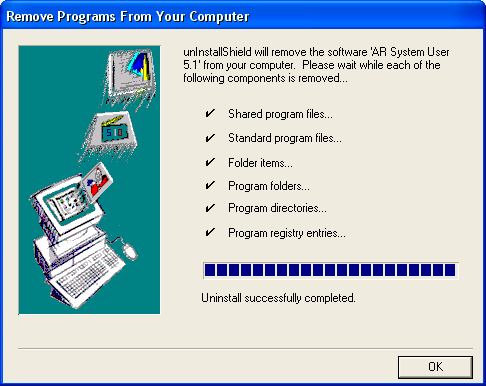 Remove Programs From Your Computer
unInstallShield will remove the software 'AR System User
5.1' from your computer.  Please wait while each of the
following components is removed...
✓ Shared program files...
✓ Standard program files...
✓ Folder items...
✓ Program folders...
✓ Program directories...
✓ Program registry entries...
Uninstall successfully completed.
OK